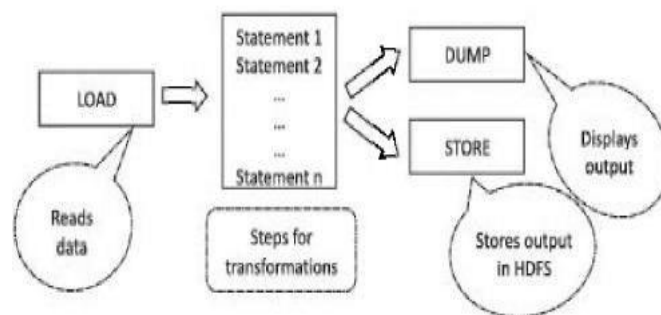 LOAD
Reads
data
Statement 1
Statement 2
...
...
...
Statement n
Steps for
transformations
DUMP
Displays
output
STORE
Stores output
in HDFS